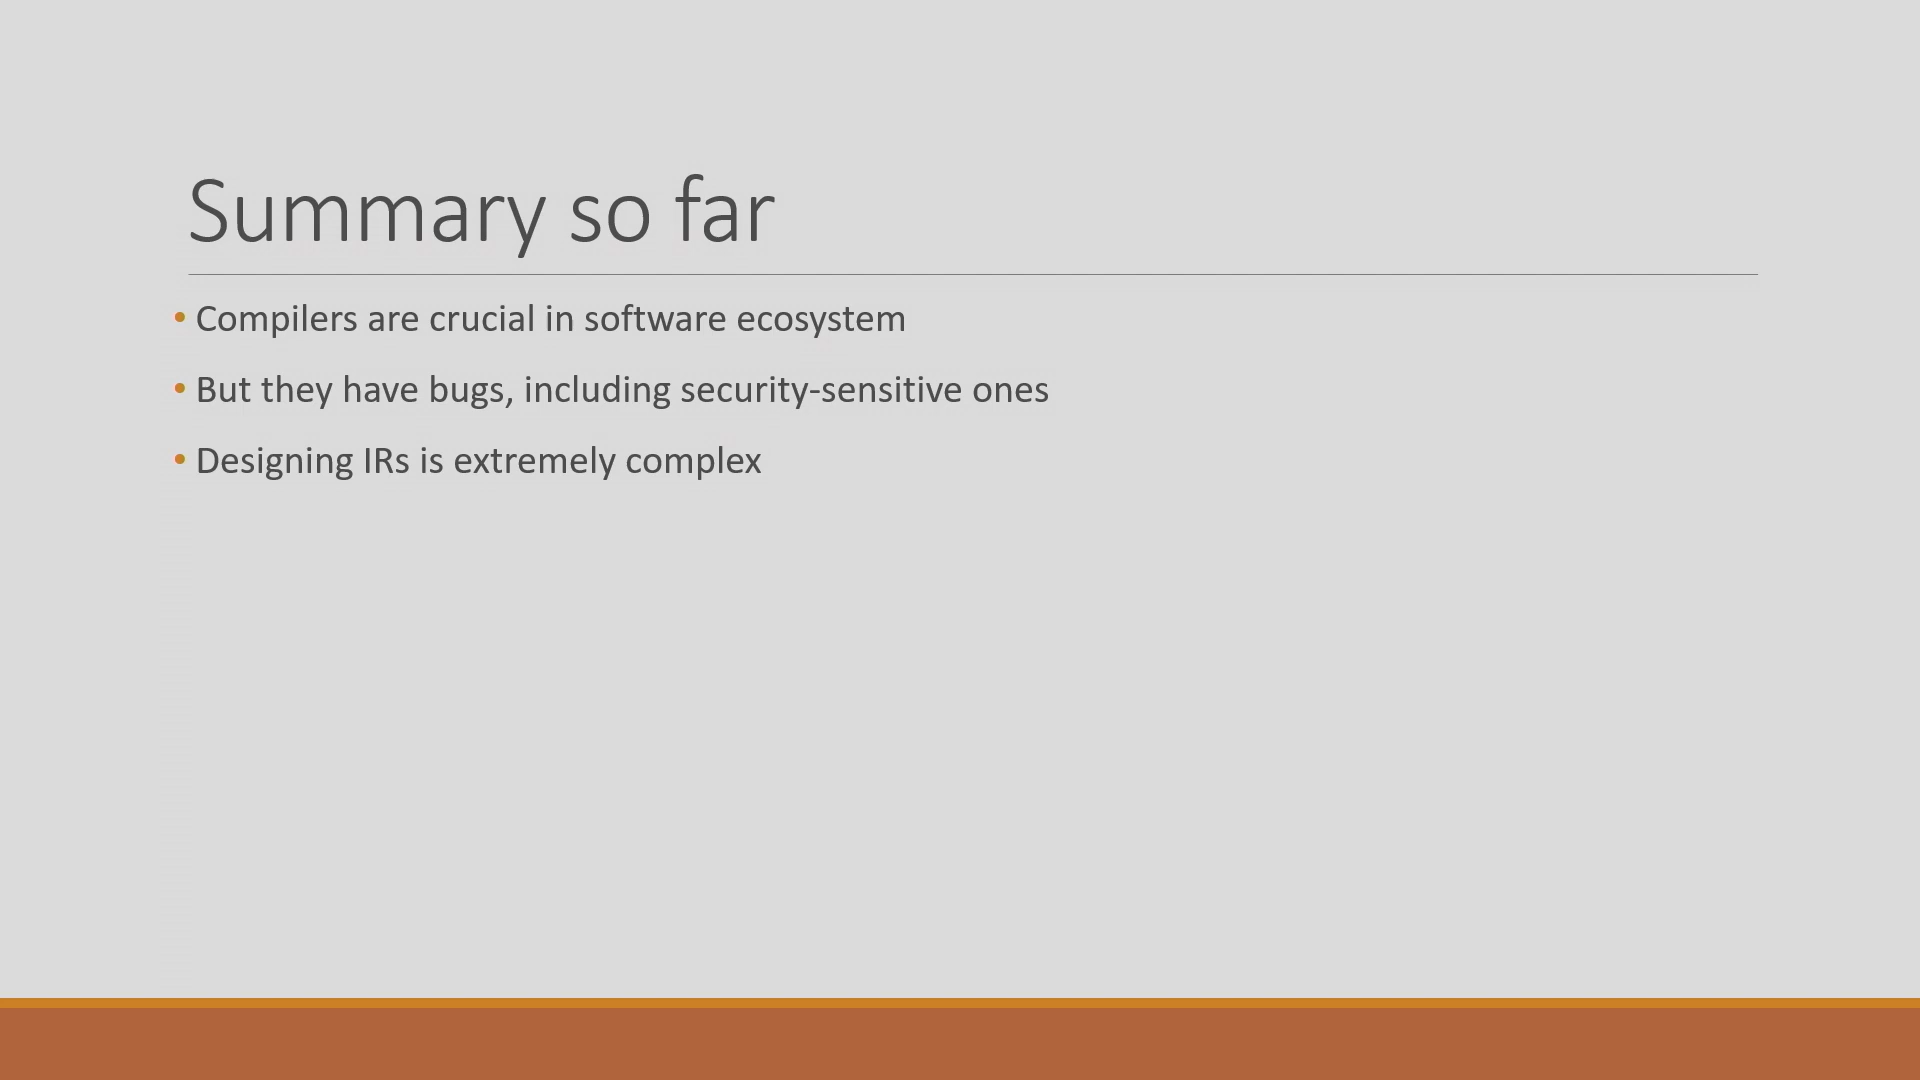 Summary so far
• Compilers are crucial in software ecosystem
• But they have bugs, including security-sensitive ones
• Designing IRs is extremely complex